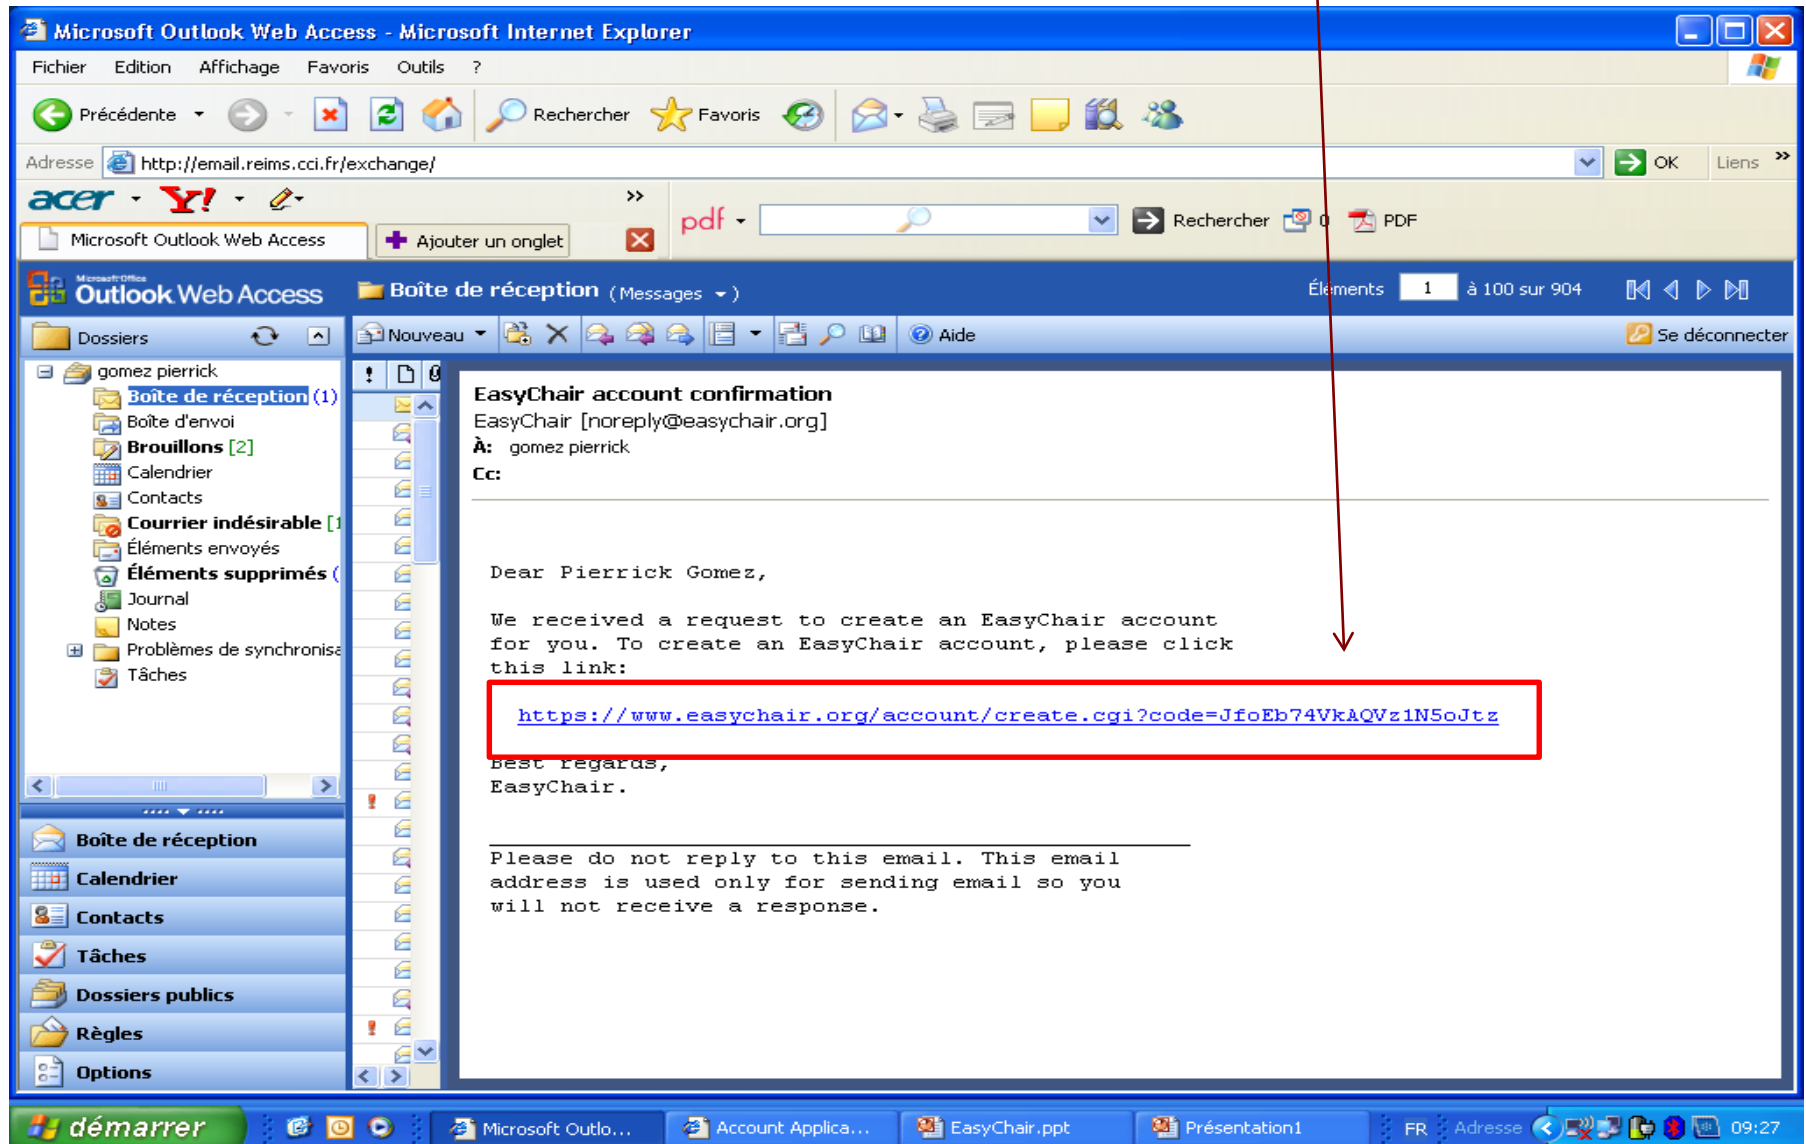 Microsoft Outlook Web Access - Microsoft Internet Explorer
Fichier Edition Affichage Favoris Outils ?
Précédente Rechercher Favoris
Adresse http://email.reims.cci.fr/exchange/ OK Liens »
acer Y! »
pdf Rechercher 0 PDF
Microsoft Outlook Web Access Ajouter un onglet
Microsoft Office
Outlook Web Access Boîte de réception (Messages ) Éléments 1 à 100 sur 904
Dossiers Nouveau Aide Se déconnecter
gomez pierrick
Boîte de réception (1)
Boîte d'envoi
Brouillons [2]
Calendrier
Contacts
Courrier indésirable [1
Éléments envoyés
Éléments supprimés (
Journal
Notes
Problèmes de synchronisa
Tâches
Boîte de réception
Calendrier
Contacts
Tâches
Dossiers publics
Règles
Options
EasyChair account confirmation
EasyChair [noreply@easychair.org]
À: gomez pierrick
Cc:
Dear Pierrick Gomez,
We received a request to create an EasyChair account
for you. To create an EasyChair account, please click
this link:
https://www.easychair.org/account/create.cgi?code=JfoEb74VkAQVz1N5oJtz
Best regards,
EasyChair.
Please do not reply to this email. This email
address is used only for sending email so you
will not receive a response.
démarrer Microsoft Outlo... Account Applica... EasyChair.ppt Présentation1 FR Adresse 09:27